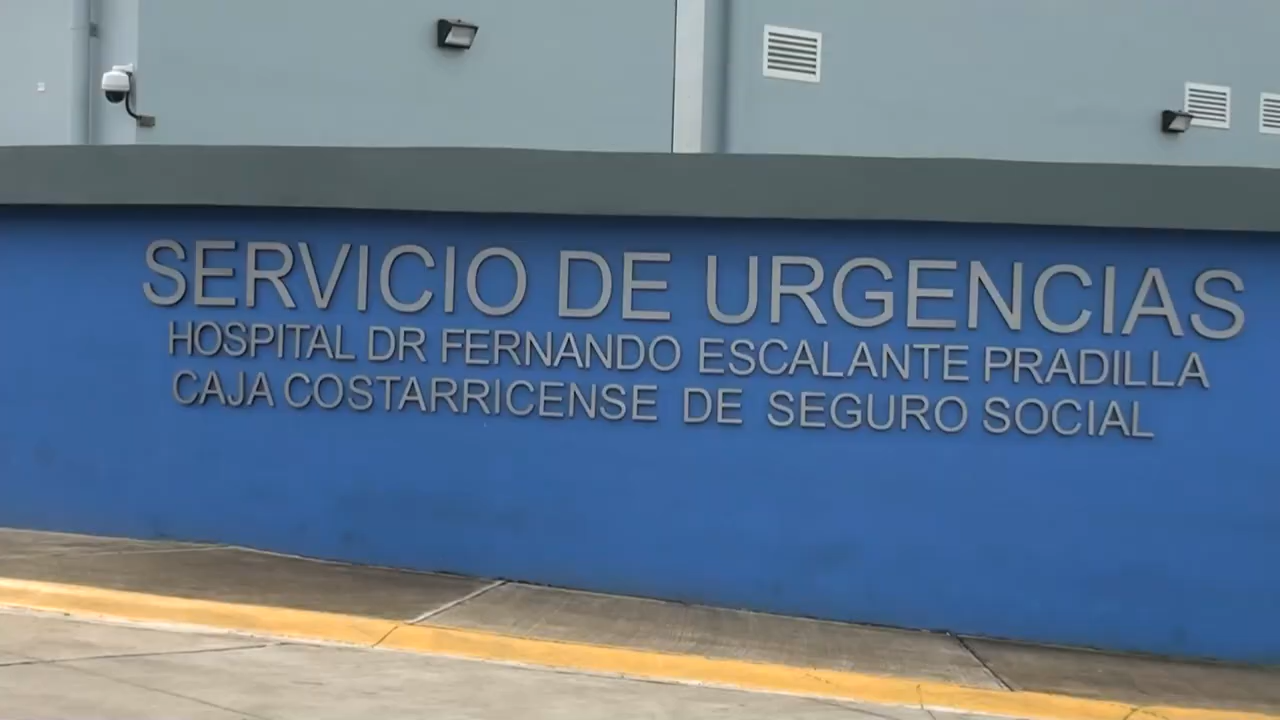 SERVICIO DE URGENCIAS
HOSPITAL DR FERNANDO ESCALANTE PRADILLA
CAJA COSTARRICENSE DE SEGURO SOCIAL